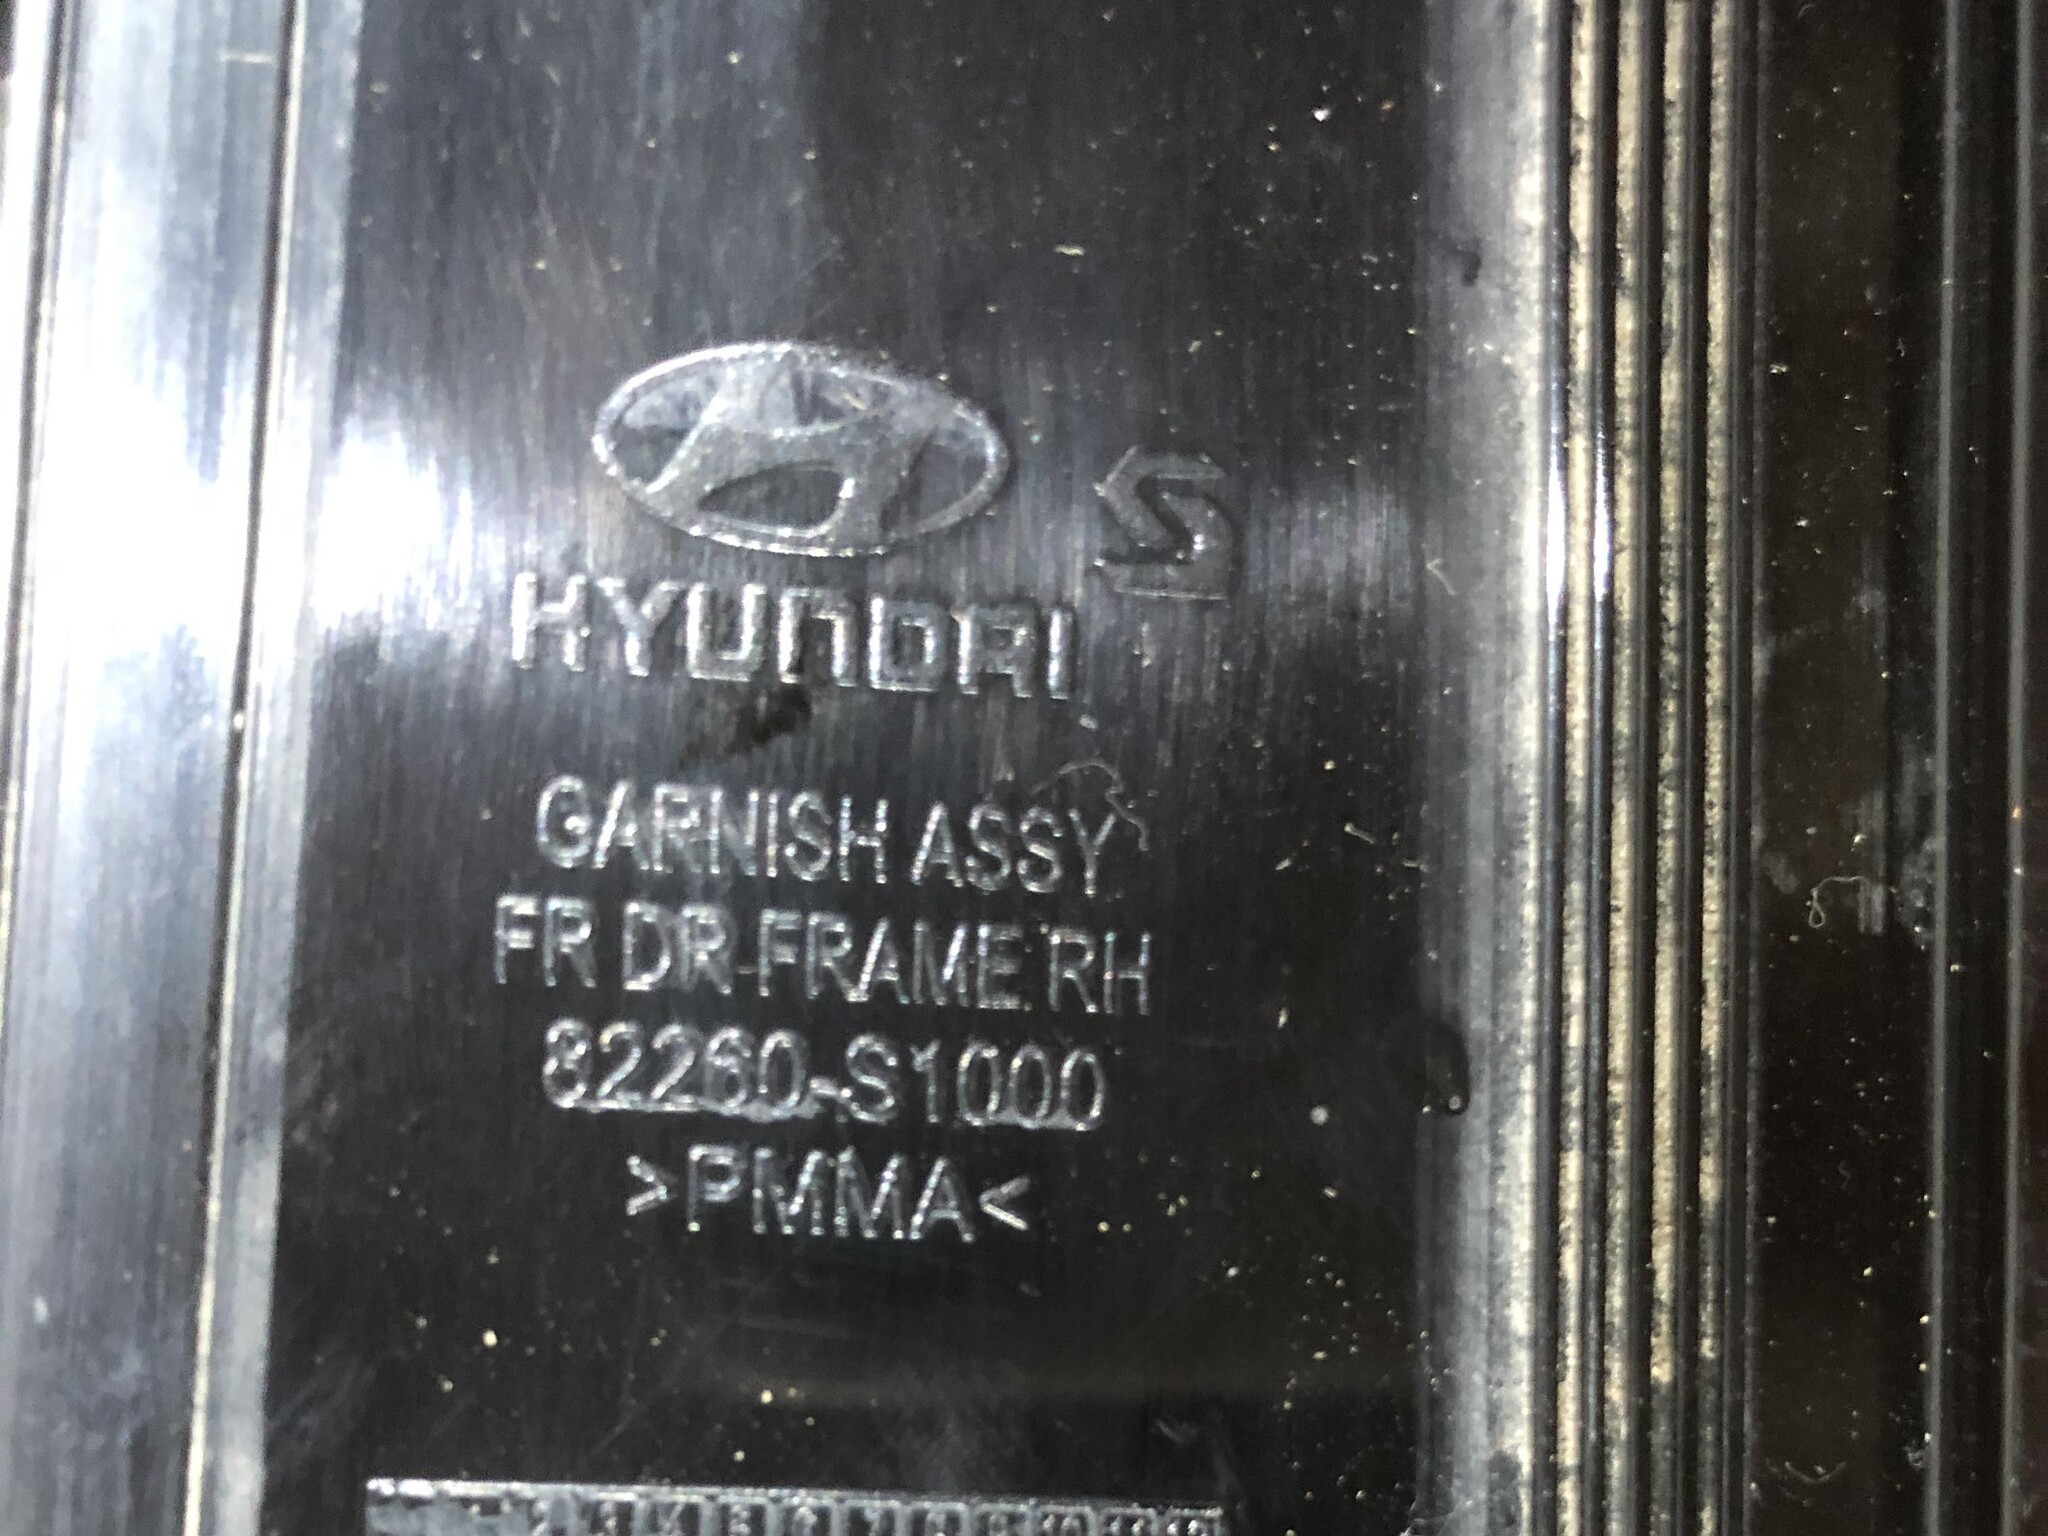 S
HYUNDAI
GARNISH ASSY
FR DR FRAME RH
82260-S1000
>PMMA<